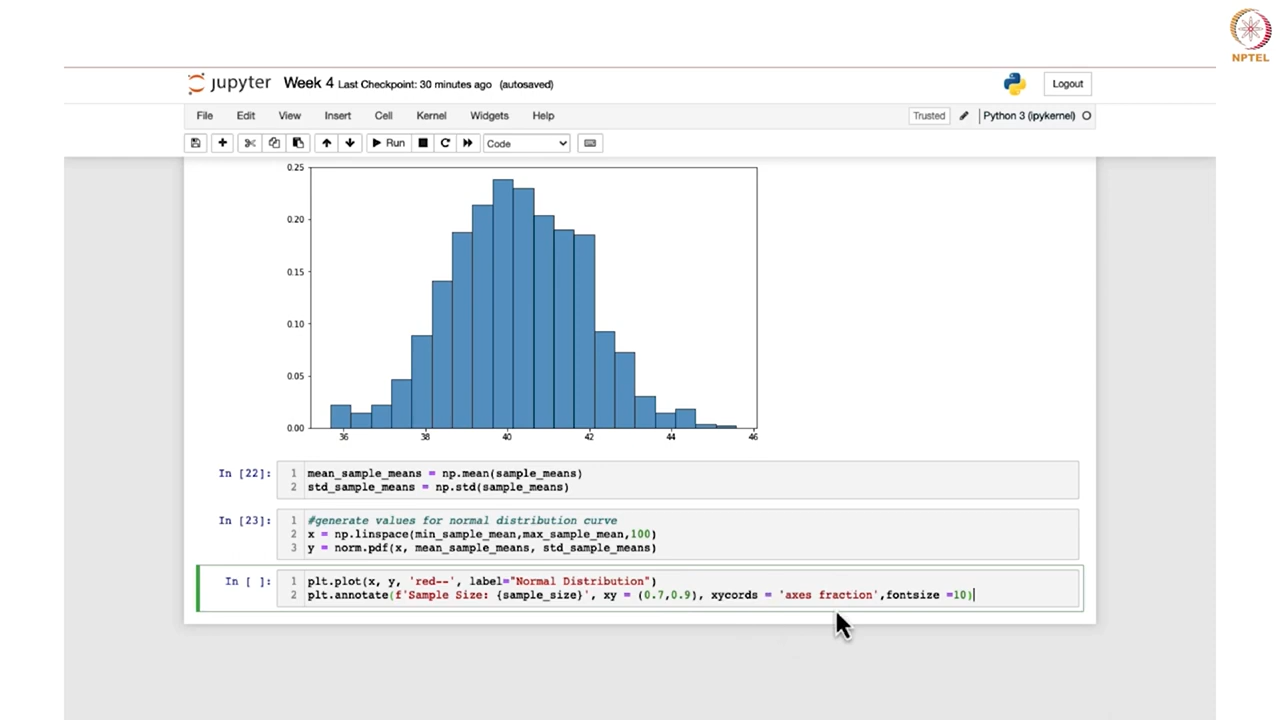 NPTEL
jupyter Week 4 Last Checkpoint: 30 minutes ago (autosaved)
Logout
File Edit View Insert Cell Kernel Widgets Help
Trusted Python 3 (ipykernel)
Run Code
0.25
0.20
0.15
0.10
0.05
0.00
36 38 40 42 44 46
In [22]: 1 mean_sample_means = np.mean(sample_means)
2 std_sample_means = np.std(sample_means)
In [23]: 1 #generate values for normal distribution curve
2 x = np.linspace(min_sample_mean,max_sample_mean,100)
3 y = norm.pdf(x, mean_sample_means, std_sample_means)
In [ ]: 1 plt.plot(x, y, 'red--', label="Normal Distribution")
2 plt.annotate(f'Sample Size: {sample_size}', xy = (0.7,0.9), xycords = 'axes fraction',fontsize =10)